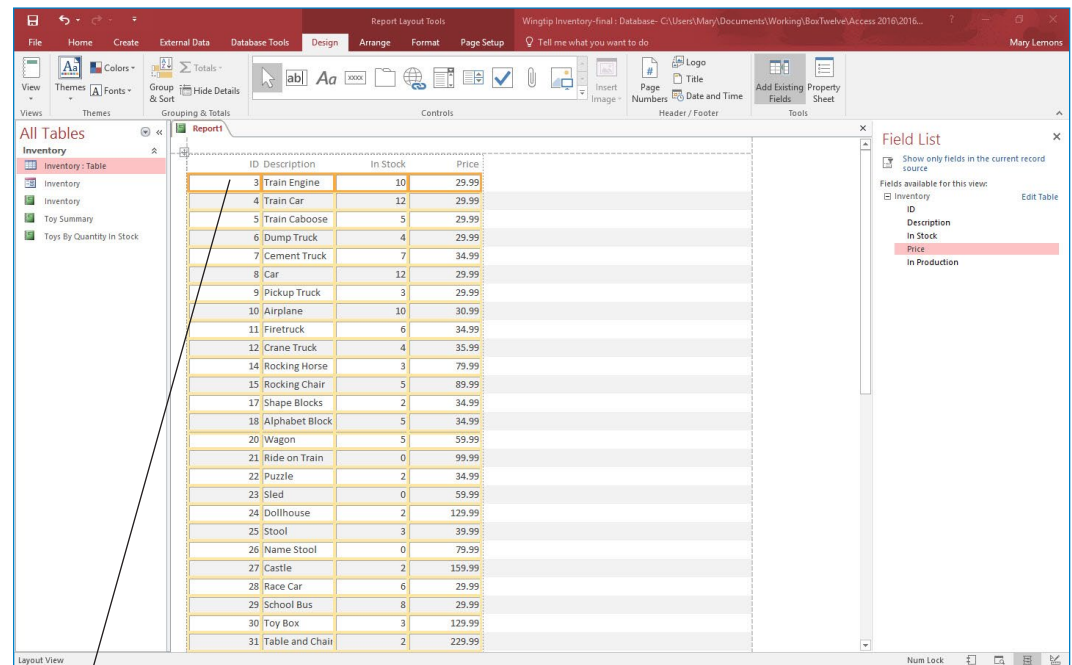 Report Layout Tools
Wingtip Inventory-final : Database- C:\Users\Mary\Documents\Working\BoxTwelve\Access 2016\2016...
?
File Home Create External Data Database Tools Design Arrange Format Page Setup Tell me what you want to do Mary Lemons
View
Themes
Colors
Fonts
Group & Sort
Totals
Hide Details
ab| Aa xxxx
Insert Image
Page Numbers
Logo
Title
Date and Time
Add Existing Fields
Property Sheet
Views Themes Grouping & Totals Controls Header / Footer Tools
All Tables
Inventory
Inventory : Table
Inventory
Inventory
Toy Summary
Toys By Quantity In Stock
Report1
ID Description In Stock Price
3 Train Engine 10 29.99
4 Train Car 12 29.99
5 Train Caboose 5 29.99
6 Dump Truck 4 29.99
7 Cement Truck 7 34.99
8 Car 12 29.99
9 Pickup Truck 3 29.99
10 Airplane 10 30.99
11 Firetruck 6 34.99
12 Crane Truck 4 35.99
14 Rocking Horse 3 79.99
15 Rocking Chair 5 89.99
17 Shape Blocks 2 34.99
18 Alphabet Block 5 34.99
20 Wagon 5 59.99
21 Ride on Train 0 99.99
22 Puzzle 2 34.99
23 Sled 0 59.99
24 Dollhouse 2 129.99
25 Stool 3 39.99
26 Name Stool 0 79.99
27 Castle 2 159.99
28 Race Car 6 29.99
29 School Bus 8 29.99
30 Toy Box 3 129.99
31 Table and Chair 2 229.99
Field List
Show only fields in the current record source
Fields available for this view:
Inventory Edit Table
ID
Description
In Stock
Price
In Production
Layout View
Num Lock